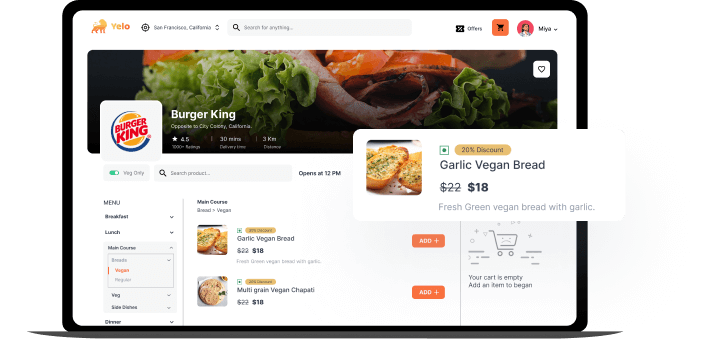 Yelo
San Francisco, California
Search for anything...
Offers
Miya
Burger King
Opposite to City County, California.
4.5
30 mins
3 Km
1000+ Ratings
Delivery time
Distance
BURGER
KING
20% Discount
Garlic Vegan Bread
$22 $18
Fresh Green vegan bread with garlic.
Veg Only
Search product...
Opens at 12 PM
MENU
Breakfast
Lunch
Main Course
Breads
Vegan
Regular
Veg
Side Dishes
Dinner
Main Course
Bread > Vegan
20% Discount
Garlic Vegan Bread
$22 $18
Fresh Green vegan bread with garlic.
ADD +
20% Discount
Multi grain Vegan Chapati
$22 $18
ADD +
Your cart is empty
Add an item to began